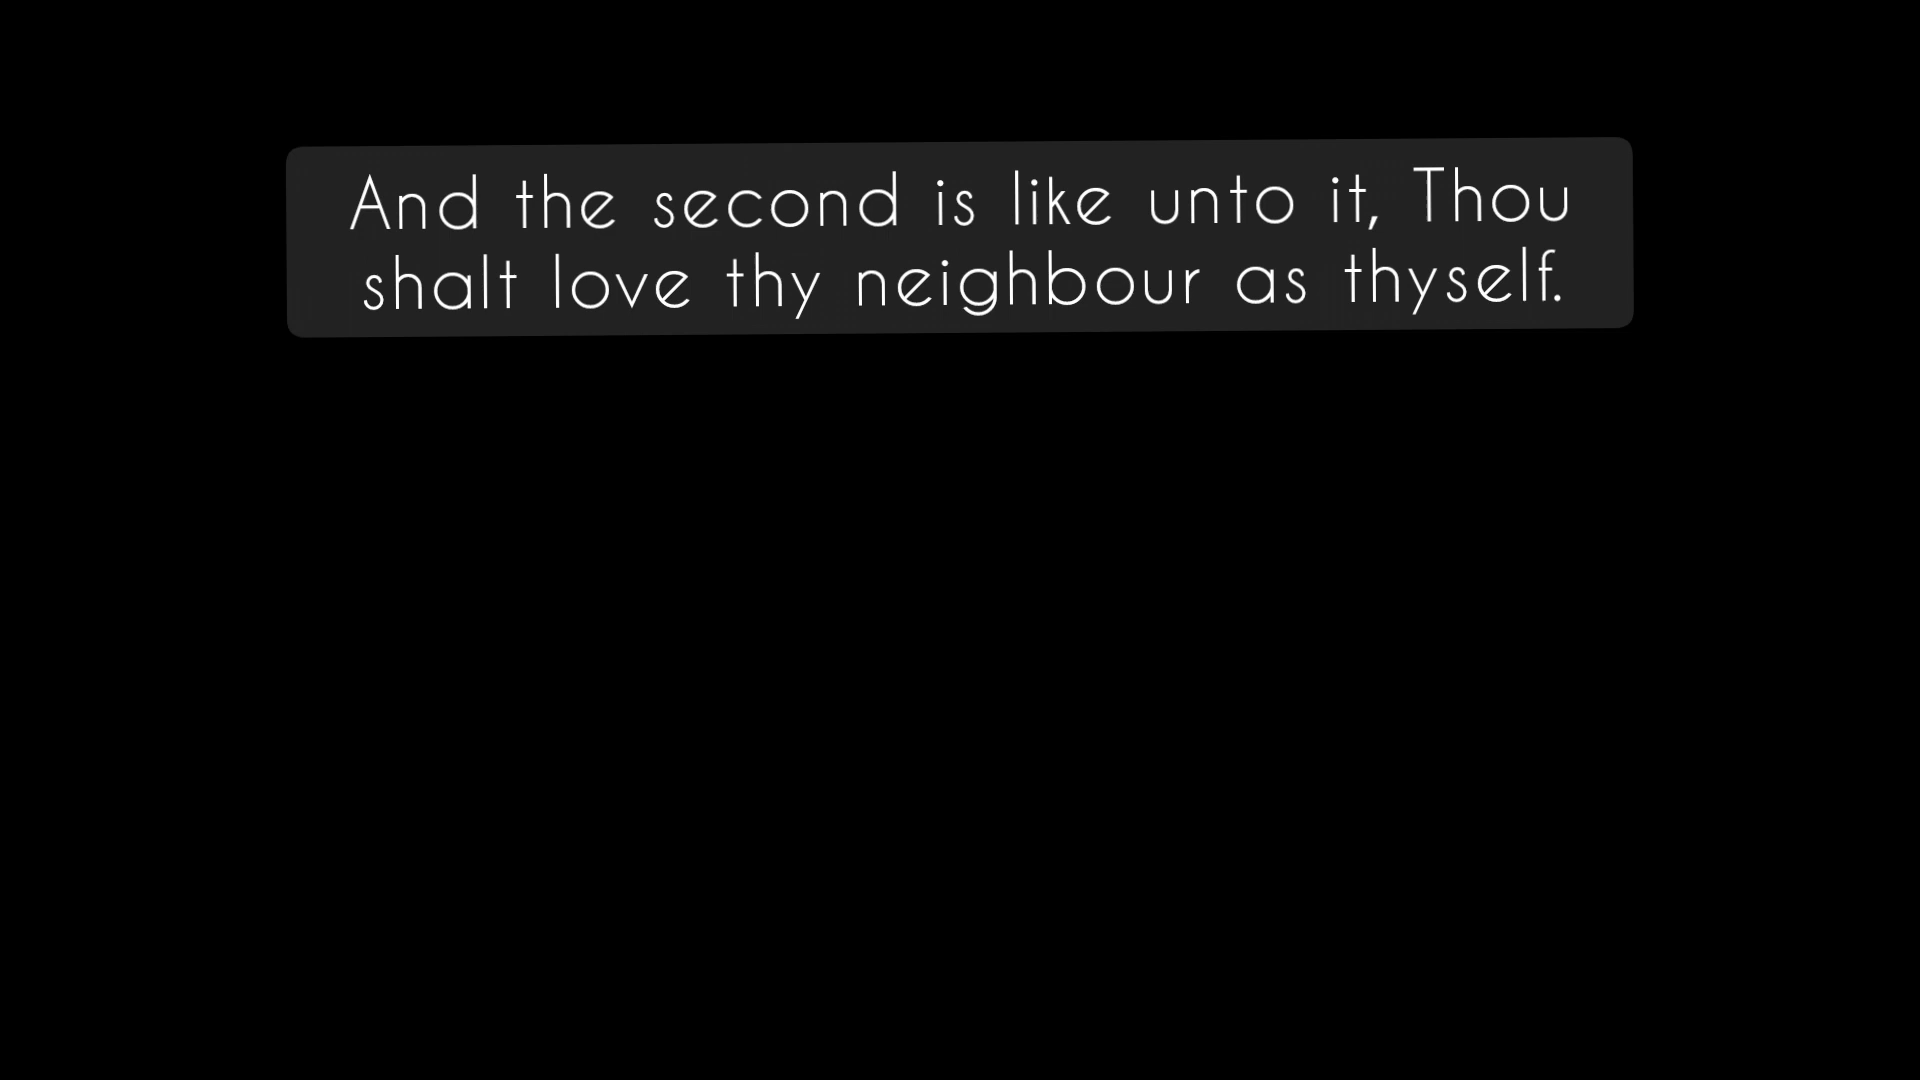 And the second is like unto it, Thou
shalt love thy neighbour as thyself.